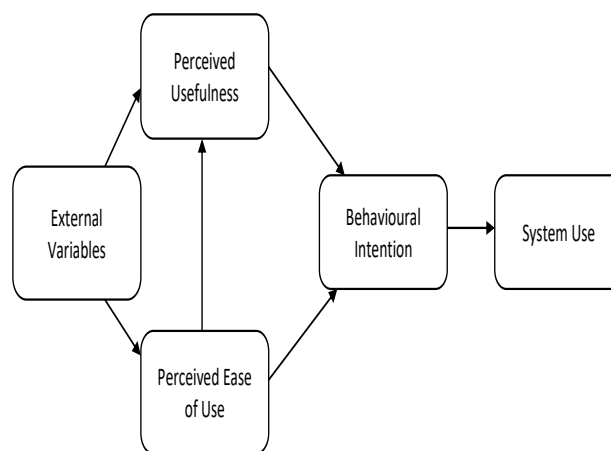 Perceived
Usefulness
External
Variables
Behavioural
Intention
System Use
Perceived Ease
of Use